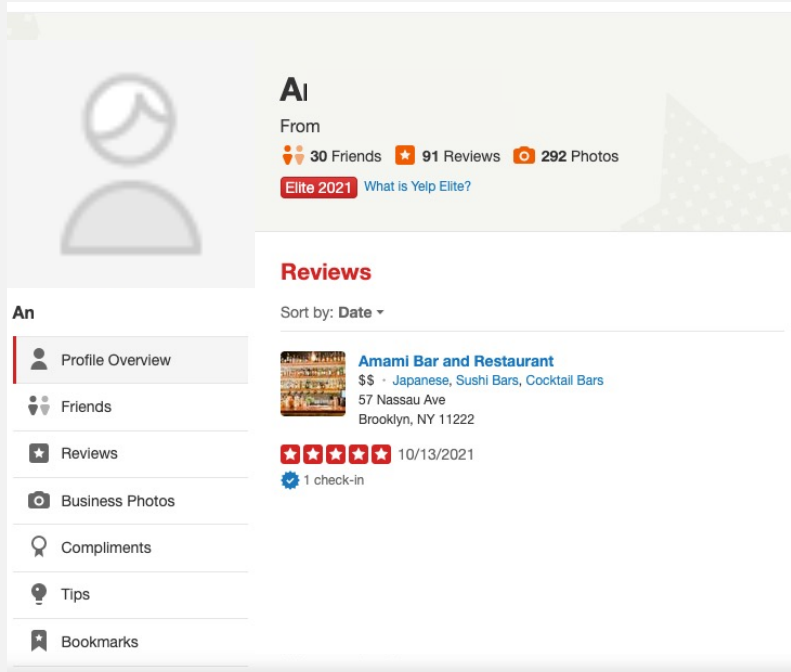 From
30 Friends 91 Reviews 292 Photos
Elite 2021 What is Yelp Elite?
Reviews
An
Sort by: Date
Profile Overview
Amami Bar and Restaurant
$$ · Japanese, Sushi Bars, Cocktail Bars
57 Nassau Ave
Brooklyn, NY 11222
Friends
Reviews
10/13/2021
1 check-in
Business Photos
Compliments
Tips
Bookmarks